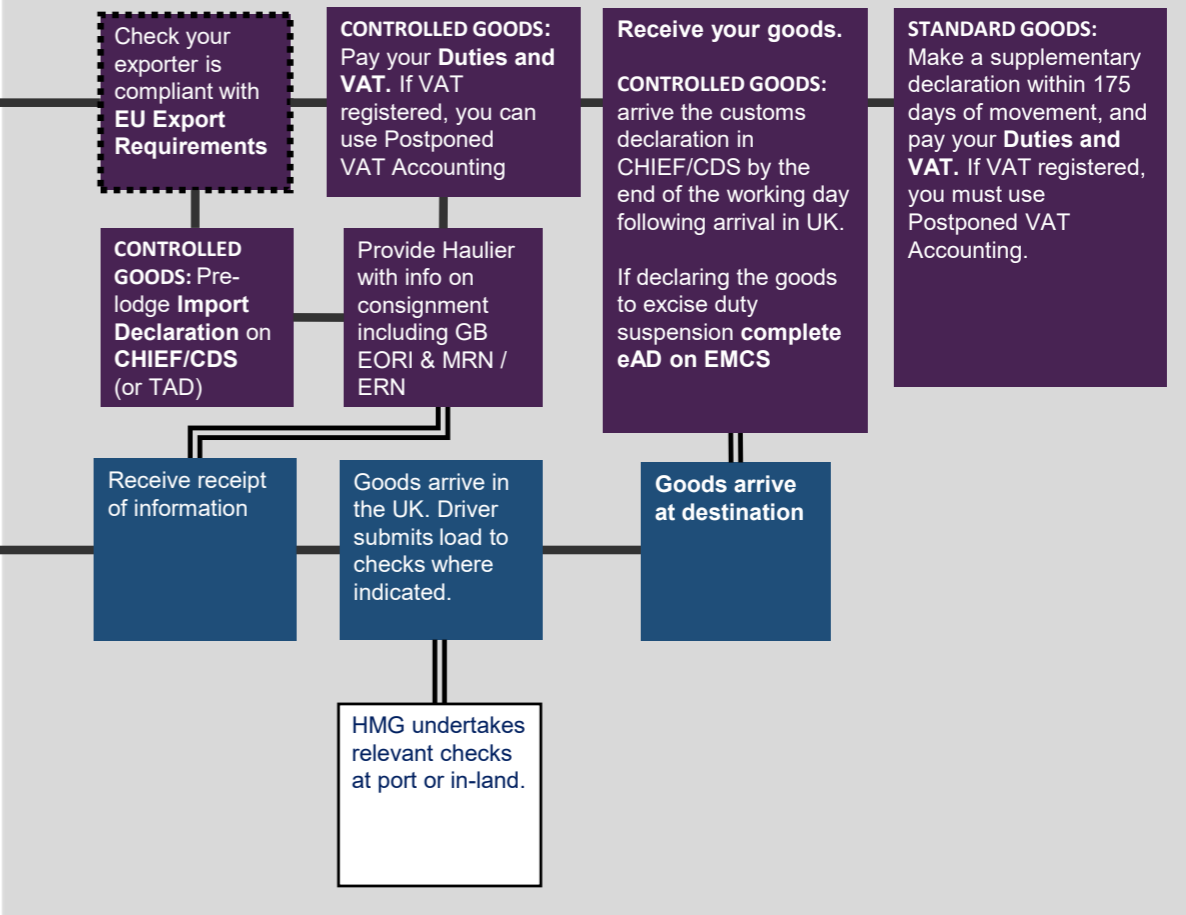 Check your
exporter is
compliant with
EU Export
Requirements
CONTROLLED GOODS:
Pay your Duties and
VAT. If VAT
registered, you can
use Postponed
VAT Accounting
Receive your goods.
CONTROLLED GOODS:
arrive the customs
declaration in
CHIEF/CDS by the
end of the working day
following arrival in UK.
If declaring the goods
to excise duty
suspension complete
eAD on EMCS
STANDARD GOODS:
Make a supplementary
declaration within 175
days of movement, and
pay your Duties and
VAT. If VAT registered,
you must use
Postponed VAT
Accounting.
CONTROLLED
GOODS: Pre-
lodge Import
Declaration on
CHIEF/CDS
(or TAD)
Provide Haulier
with info on
consignment
including GB
EORI & MRN /
ERN
Receive receipt
of information
Goods arrive in
the UK. Driver
submits load to
checks where
indicated.
Goods arrive
at destination
HMG undertakes
relevant checks
at port or in-land.